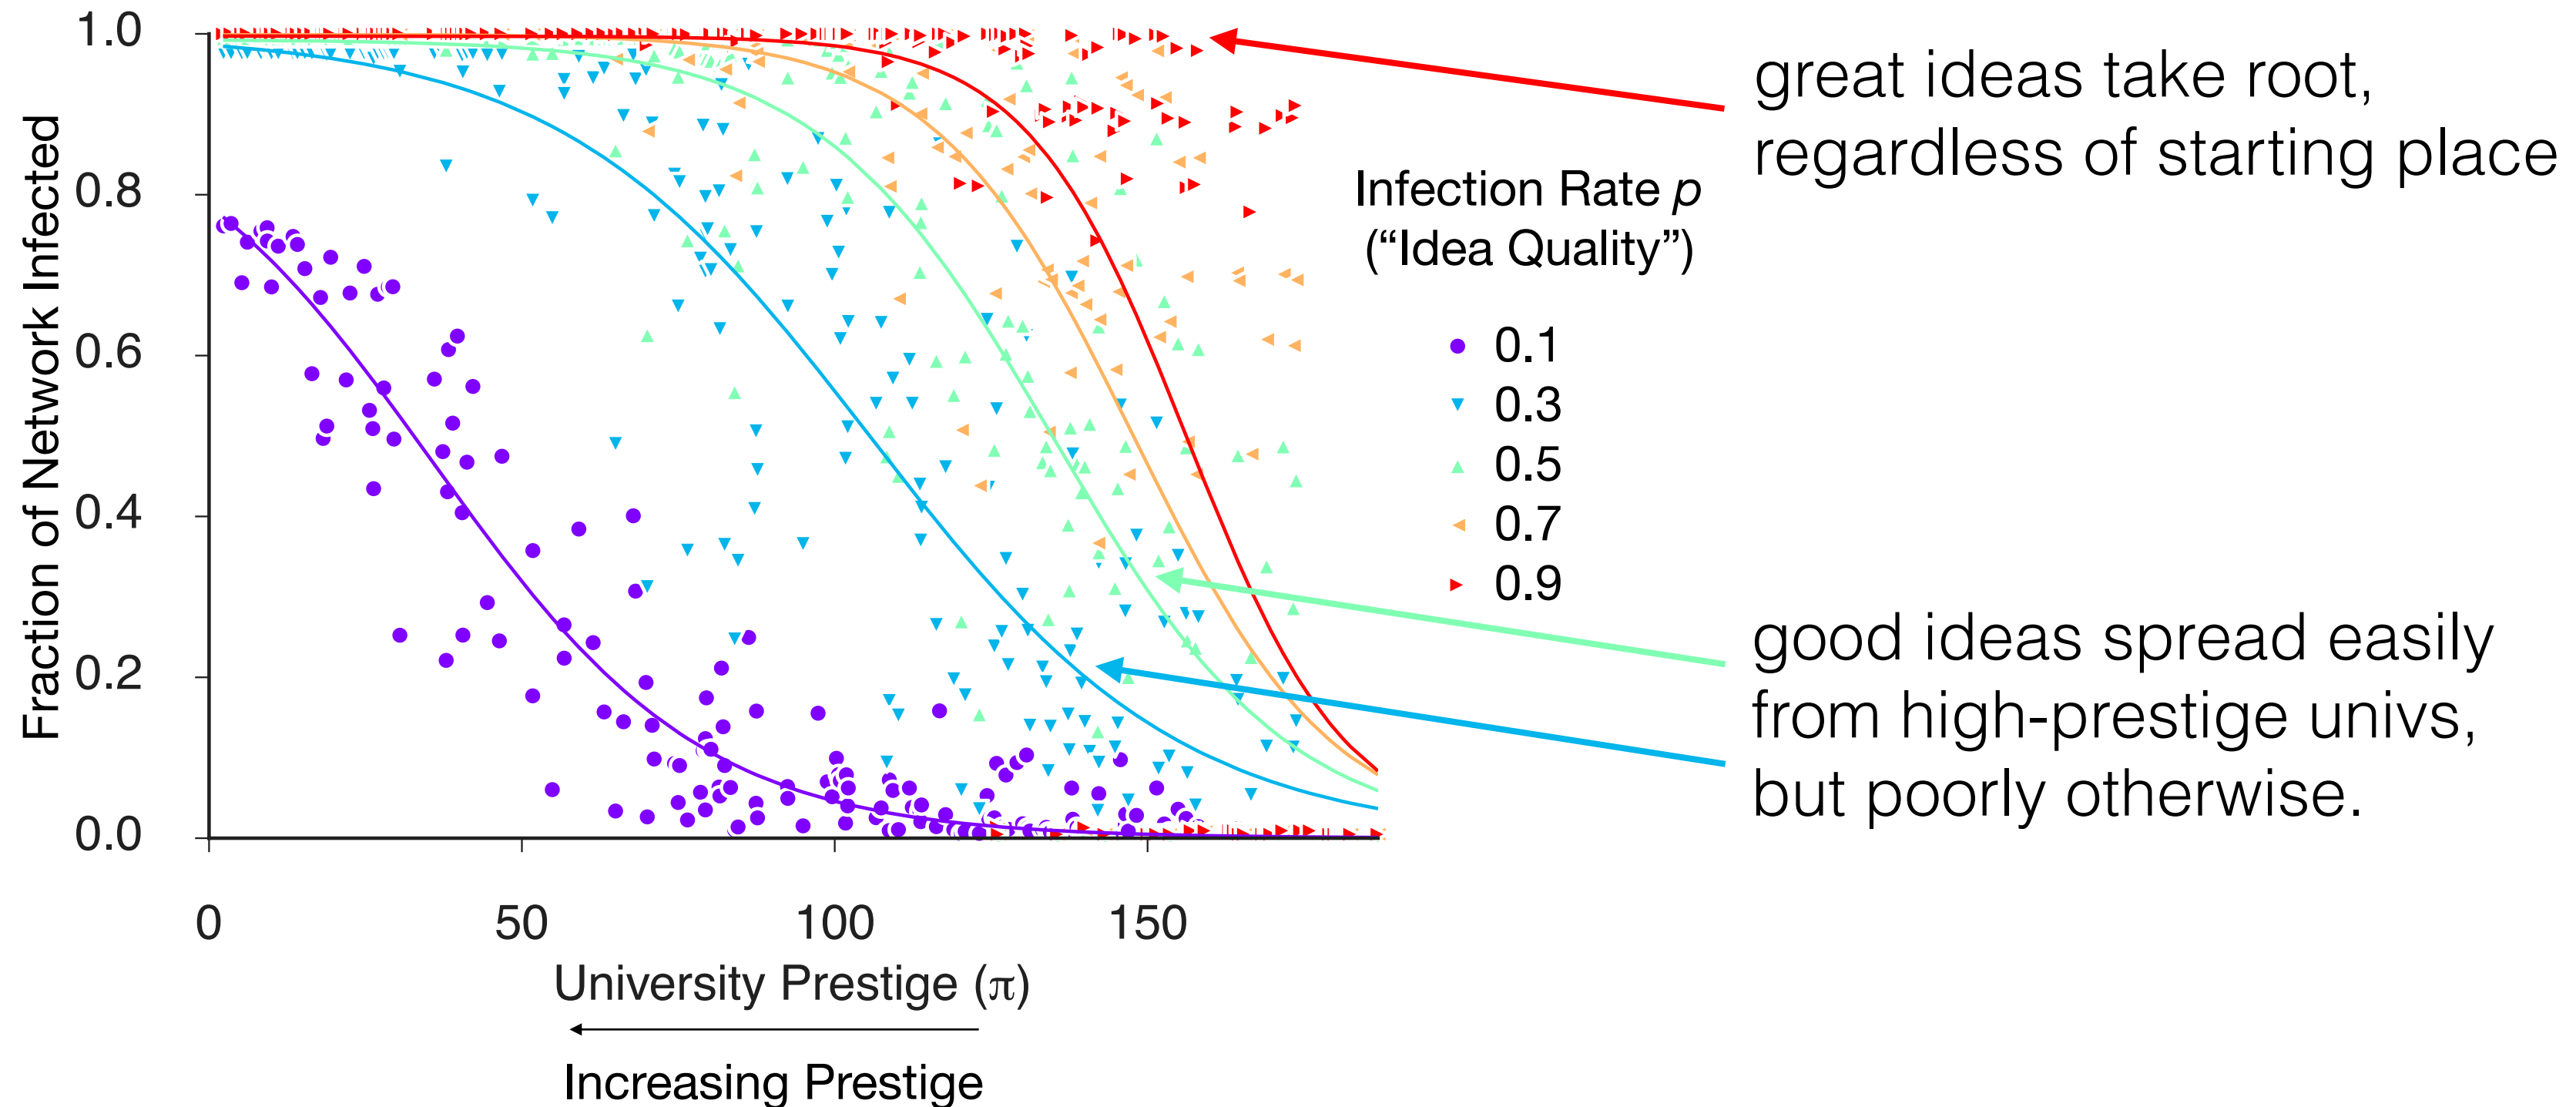 1.0
0.8
0.6
0.4
0.2
0.0
Fraction of Network Infected
0
50
100
150
University Prestige (π)
Increasing Prestige
Infection Rate p
(“Idea Quality”)
0.1
0.3
0.5
0.7
0.9
great ideas take root,
regardless of starting place
good ideas spread easily
from high-prestige univs,
but poorly otherwise.